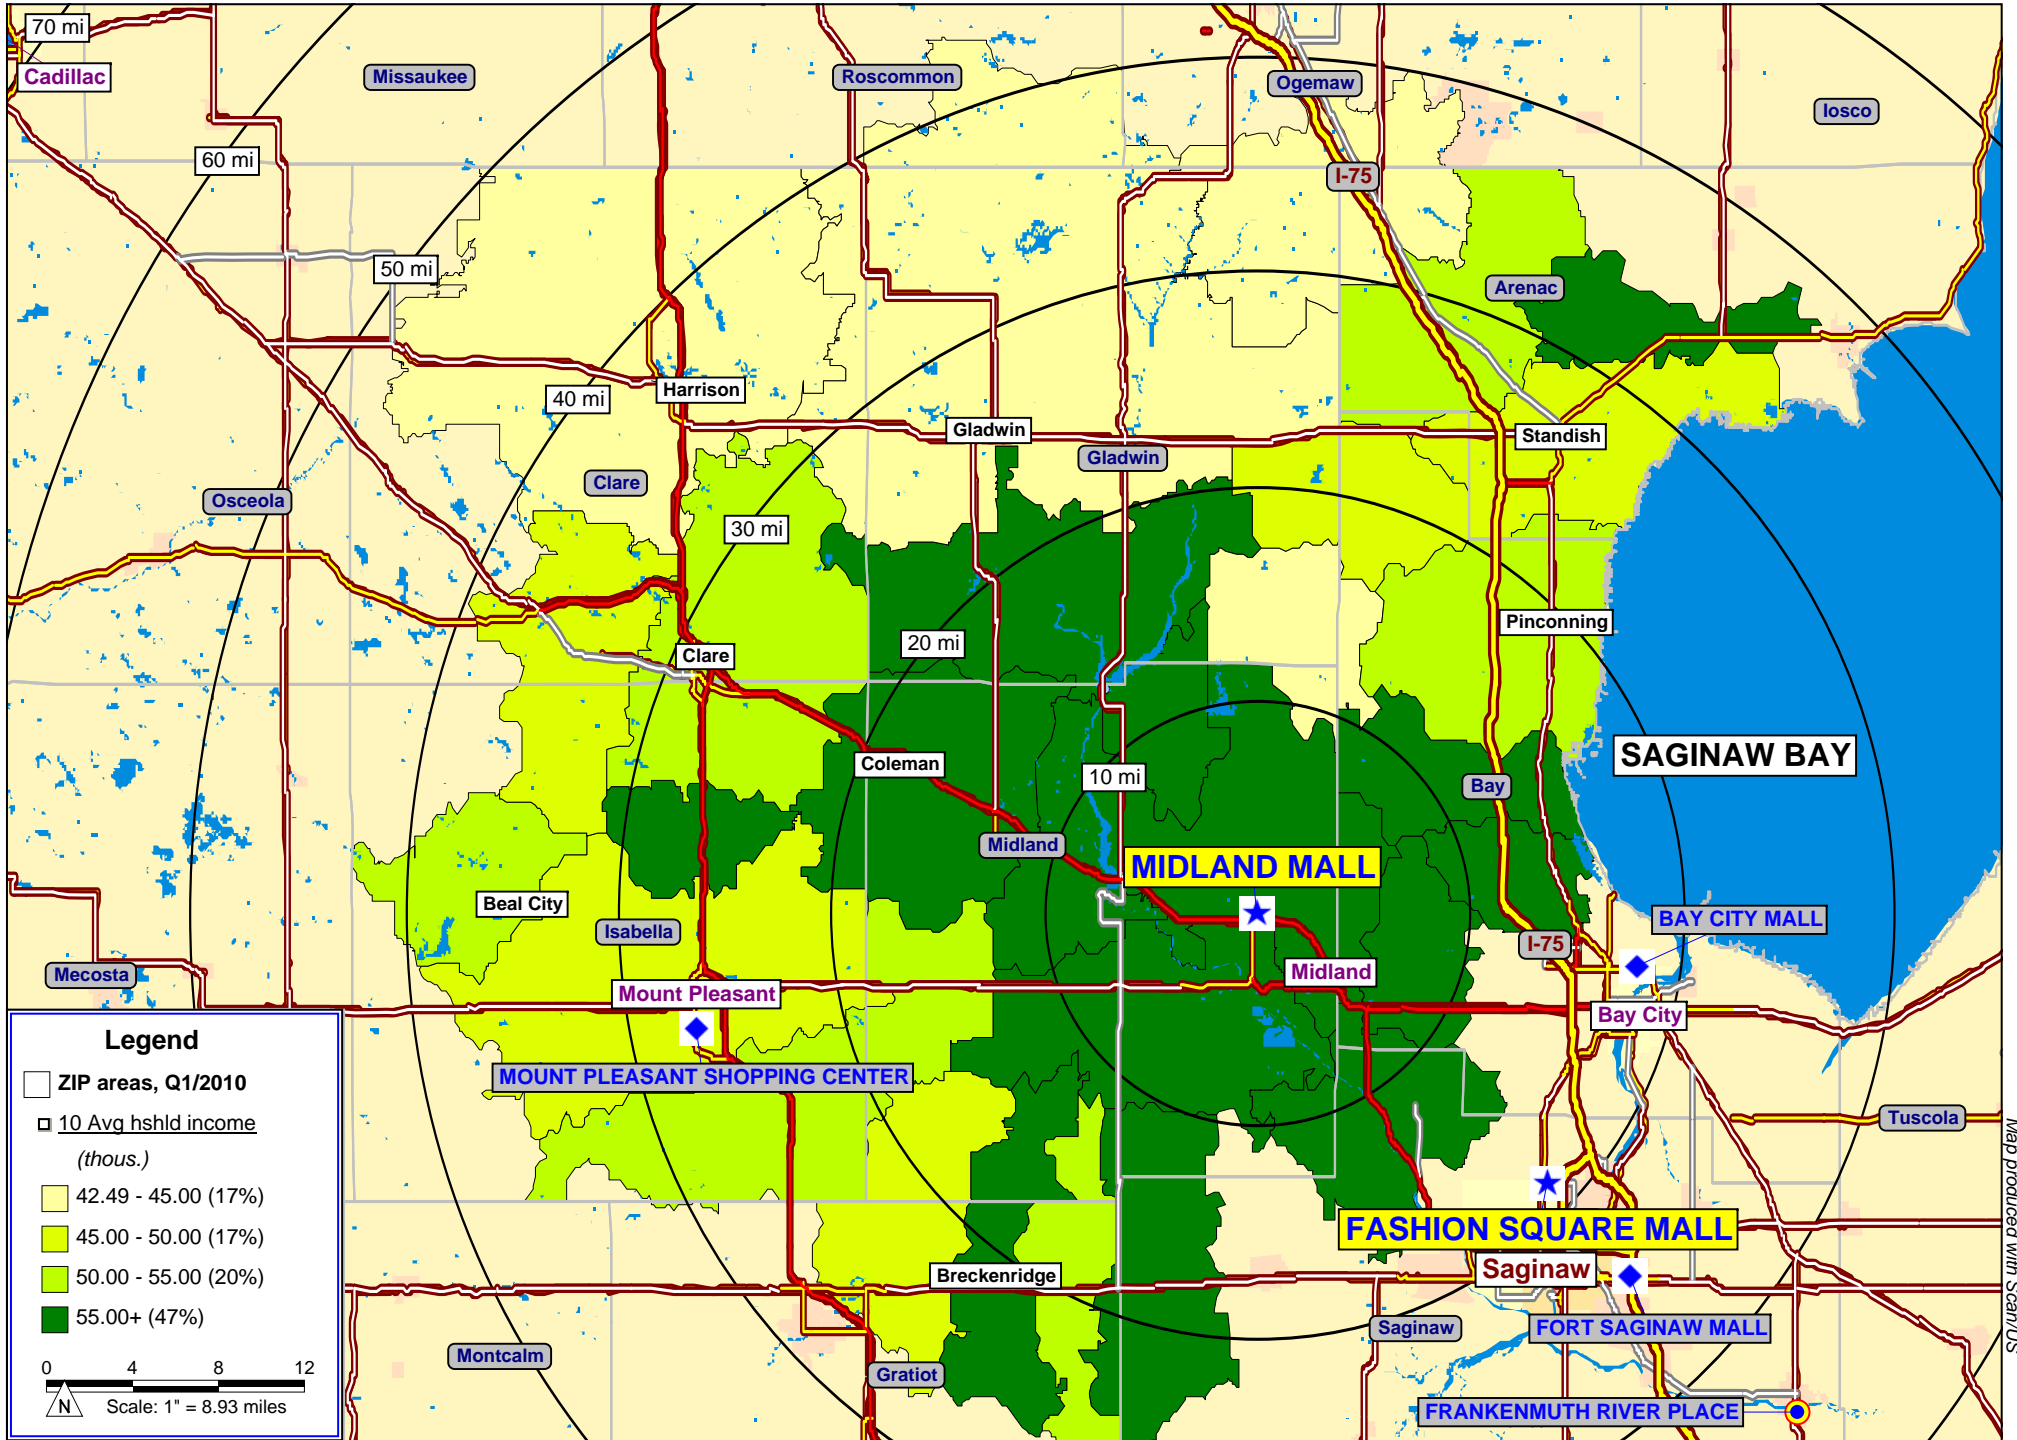 70 mi
Cadillac
Missaukee
Roscommon
Ogemaw
Iosco
60 mi
I-75
50 mi
Arenac
40 mi
Harrison
Gladwin
Standish
Gladwin
Clare
Osceola
30 mi
Pinconning
20 mi
Clare
SAGINAW BAY
Coleman
10 mi
Bay
Midland
MIDLAND MALL
Beal City
BAY CITY MALL
Isabella
I-75
Mecosta
Midland
Mount Pleasant
Bay City
MOUNT PLEASANT SHOPPING CENTER
Tuscola
FASHION SQUARE MALL
Saginaw
Breckenridge
Saginaw
FORT SAGINAW MALL
Montcalm
Gratiot
FRANKENMUTH RIVER PLACE
Legend
ZIP areas, Q1/2010
10 Avg hshld income
(thous.)
42.49 - 45.00 (17%)
45.00 - 50.00 (17%)
50.00 - 55.00 (20%)
55.00+ (47%)
0 4 8 12
N
Scale: 1" = 8.93 miles
Map produced with Scan/US